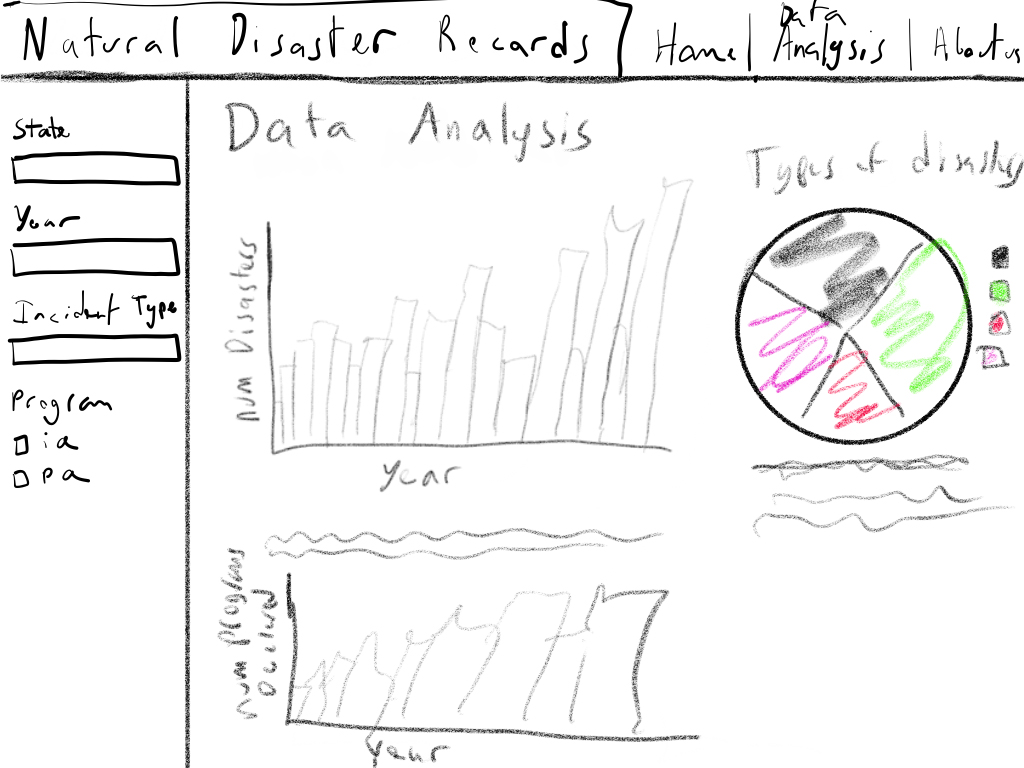 Natural Disaster Records
Home
Data
Analysis
About us
State
Year
Incident Type
Program
ia
pa
Data Analysis
Num Disasters
Year
Types of disasters
Num Programs
Declared
Year